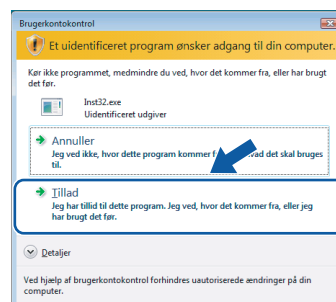 Brugerkontokontrol
Et uidentificeret program ønsker adgang til din computer.
Kør ikke programmet, medmindre du ved, hvor det kommer fra, eller har brugt
det før.
Inst32.exe
Uidentificeret udgiver
Annuller
Jeg ved ikke, hvor dette program kommer skal bruges
til.
Tillad
Jeg har tillid til dette program. Jeg ved, hvor det kommer fra, eller jeg
har brugt det før.
Detaljer
Ved hjælp af brugerkontokontrol forhindres uautoriserede ændringer på din
computer.